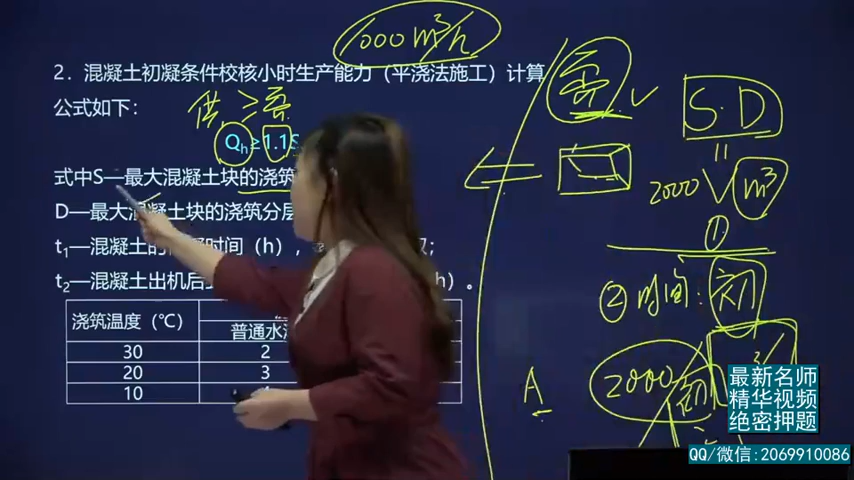 1000 m³/h
2．混凝土初凝条件校核小时生产能力（平浇法施工）计算
公式如下：
供 ≥ 需
Qh≥1.1S
式中S—最大混凝土块的浇筑
D—最大混凝土块的浇筑分层
t1—混凝土的 时间（h），
t2—混凝土出机后 h）。
浇筑温度（℃）
普通水
30 2
20 3
10
需
S·D
=
2000 V m³
①
② 时间：初
A 2000
初
最新名师
精华视频
绝密押题
QQ/微信:2069910086